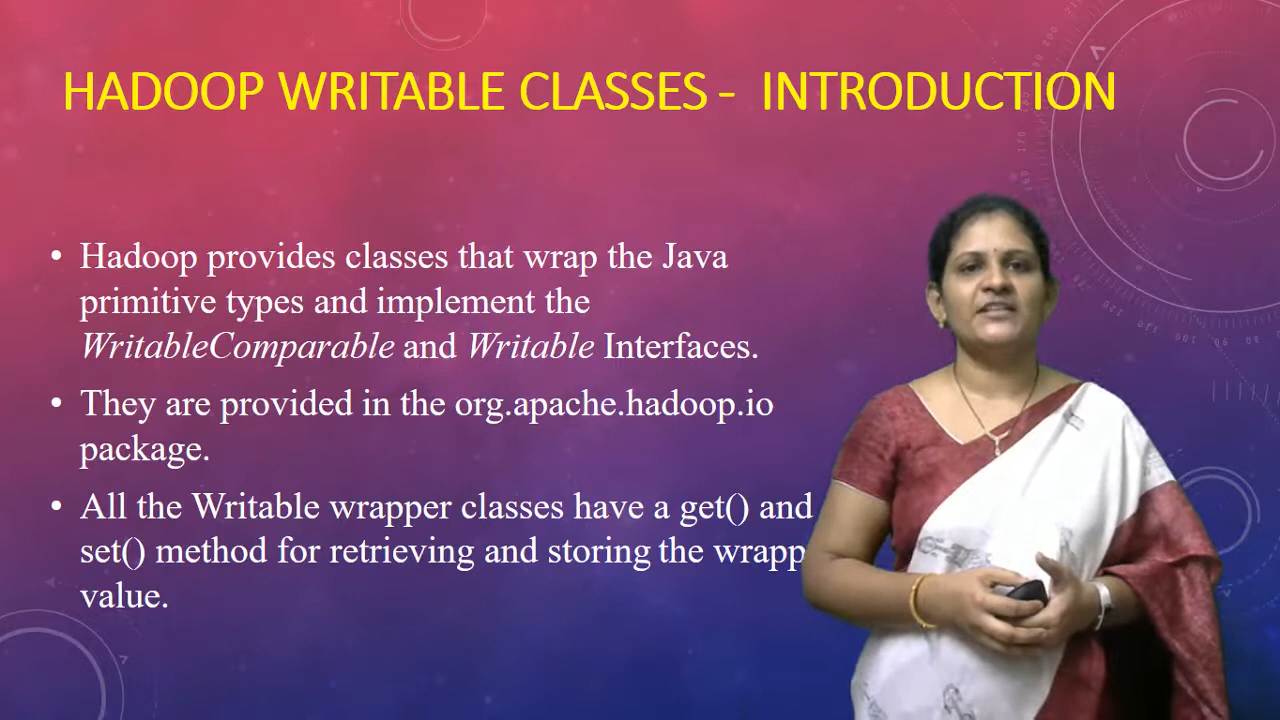 HADOOP WRITABLE CLASSES - INTRODUCTION
• Hadoop provides classes that wrap the Java
primitive types and implement the
WritableComparable and Writable Interfaces.
• They are provided in the org.apache.hadoop.io
package.
• All the Writable wrapper classes have a get() and
set() method for retrieving and storing the
value.